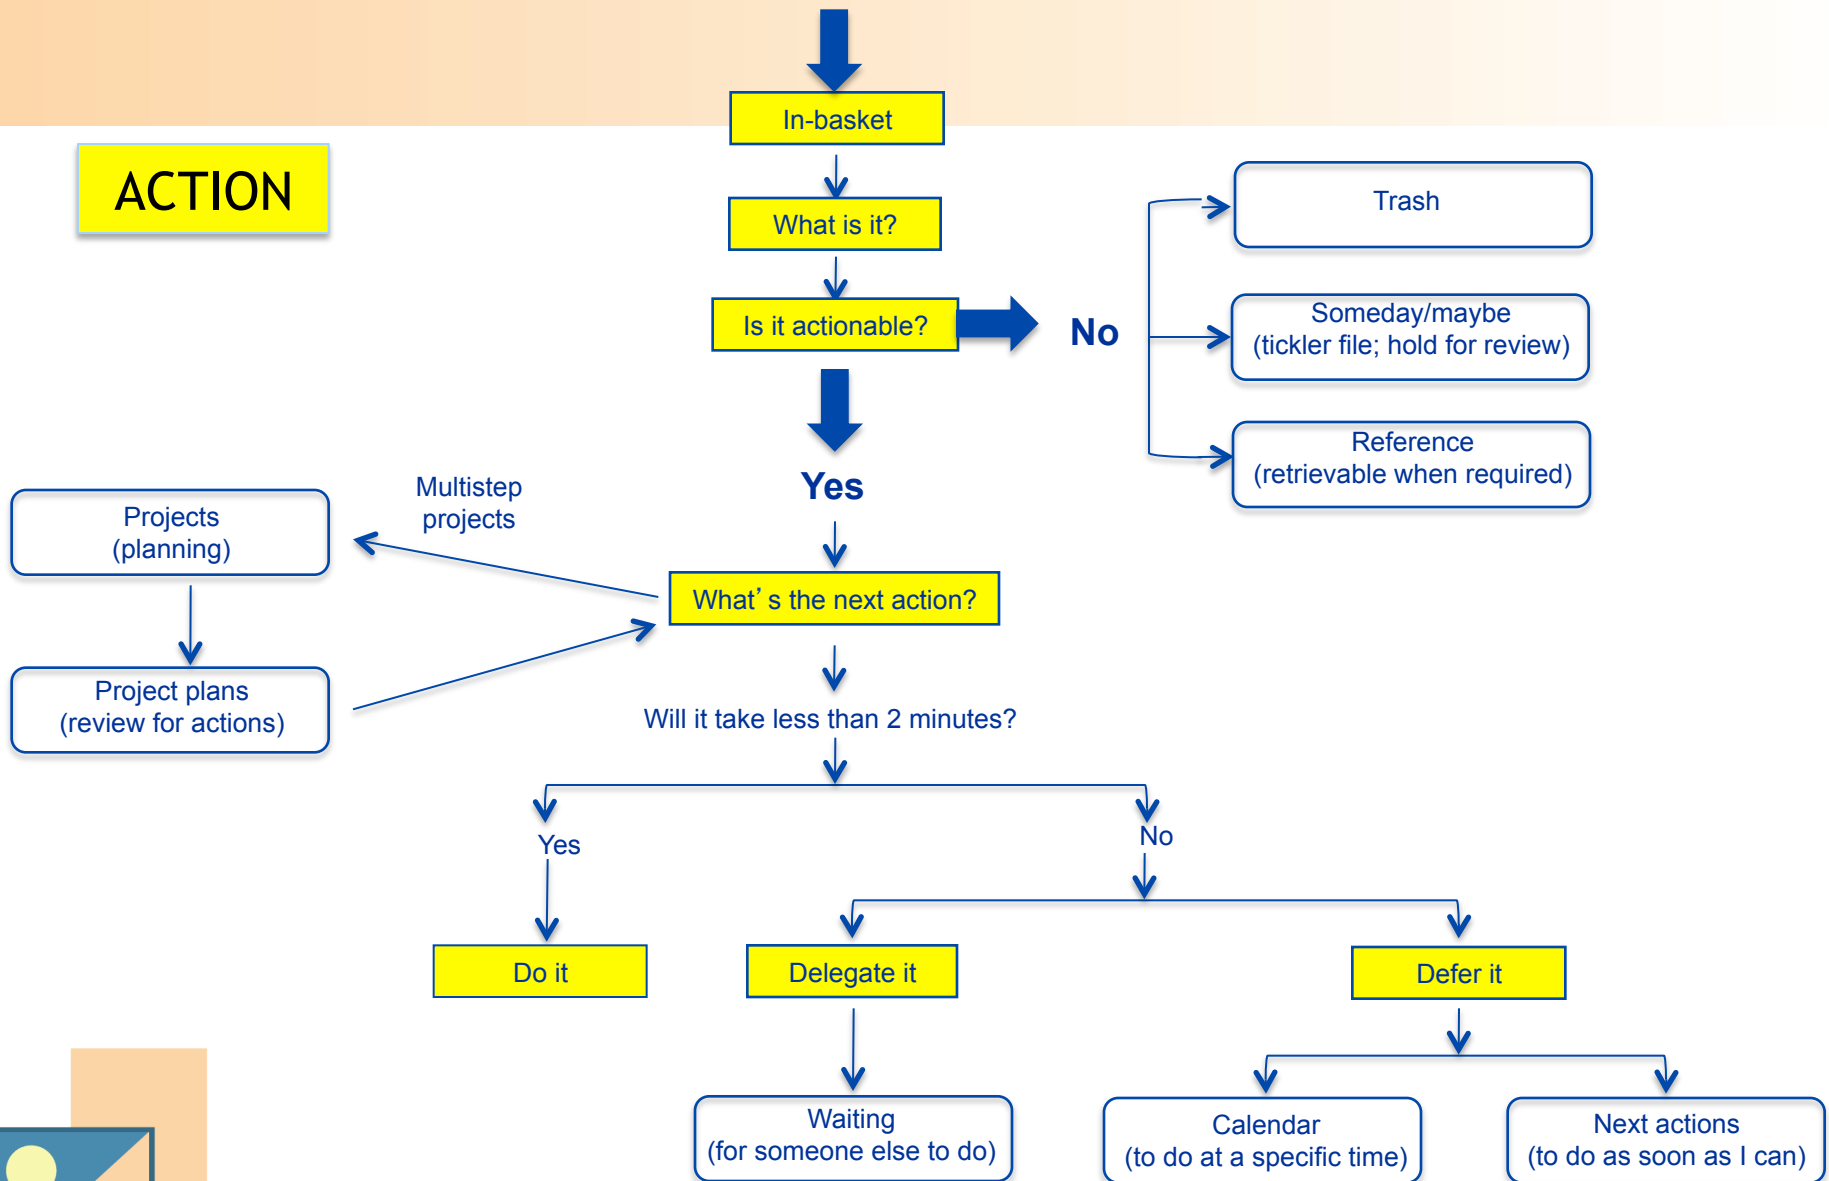 In-basket
ACTION
What is it?
Trash
Is it actionable?
No
Someday/maybe
(tickler file; hold for review)
Reference
(retrievable when required)
Yes
Multistep
projects
Projects
(planning)
What’s the next action?
Project plans
(review for actions)
Will it take less than 2 minutes?
Yes
No
Do it
Delegate it
Defer it
Waiting
(for someone else to do)
Calendar
(to do at a specific time)
Next actions
(to do as soon as I can)